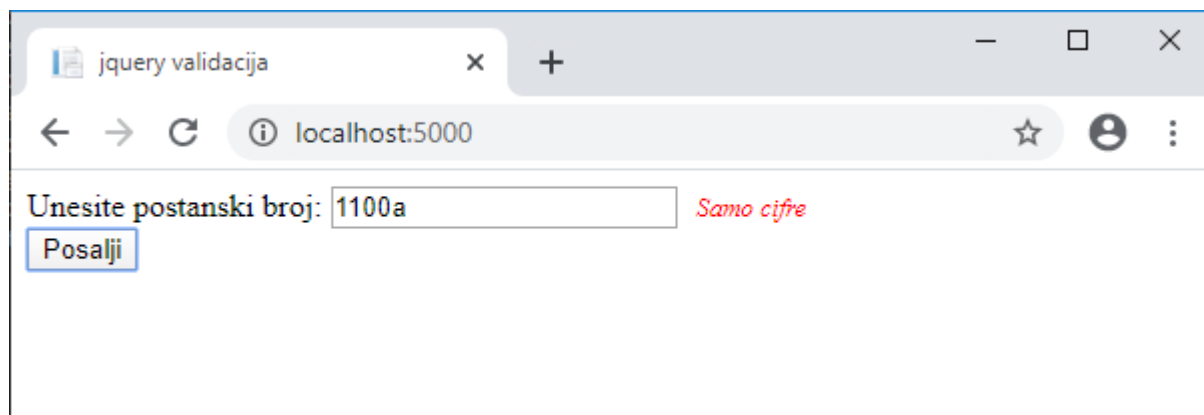 jquery validacija
localhost:5000
Unesite postanski broj: 1100a Samo cifre
Posalji